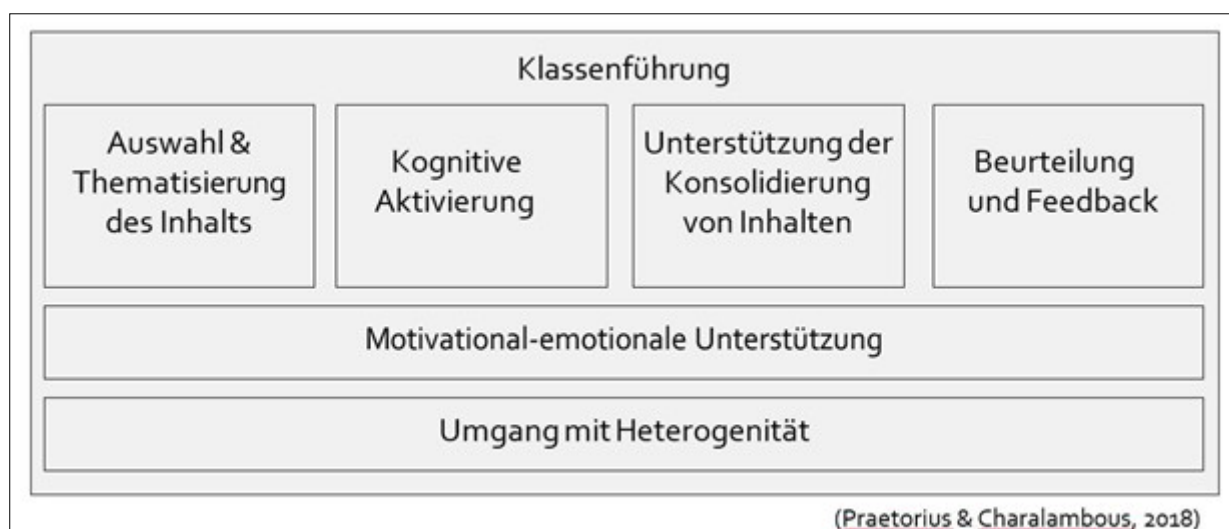 Klassenführung
Auswahl &
Thematisierung
des Inhalts
Kognitive
Aktivierung
Unterstützung der
Konsolidierung
von Inhalten
Beurteilung
und Feedback
Motivational-emotionale Unterstützung
Umgang mit Heterogenität
(Praetorius & Charalambous, 2018)